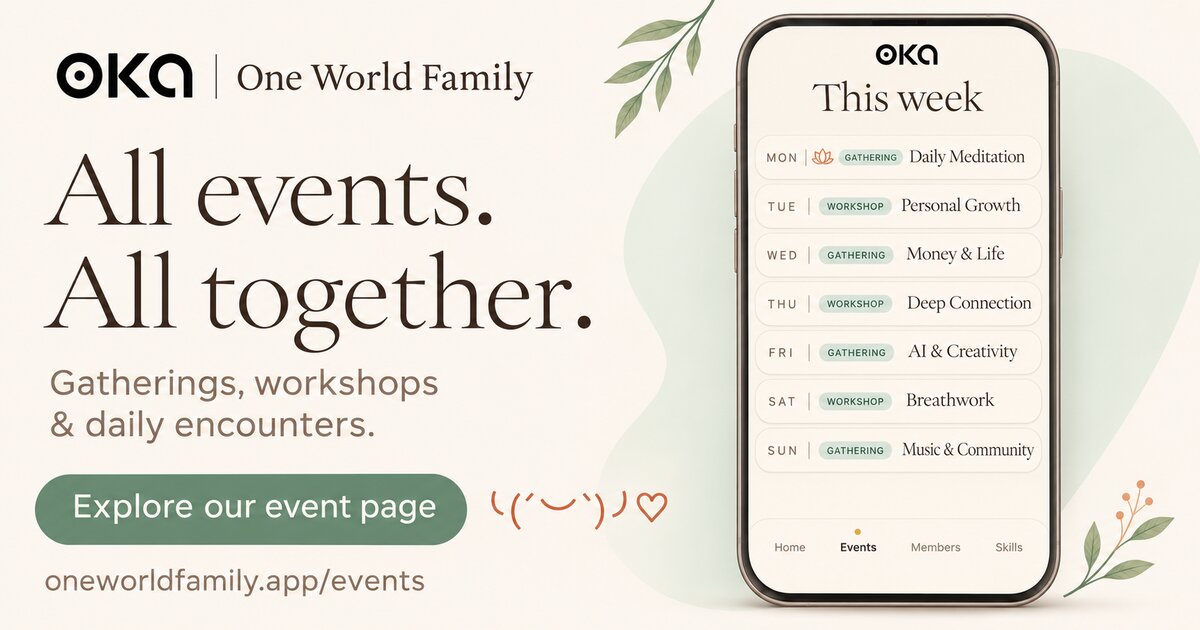 OKA | One World Family
All events.
All together.
Gatherings, workshops
& daily encounters.
Explore our event page
╰(´︶`)╯♡
oneworldfamily.app/events
OKA
This week
MON | GATHERING Daily Meditation
TUE | WORKSHOP Personal Growth
WED | GATHERING Money & Life
THU | WORKSHOP Deep Connection
FRI | GATHERING AI & Creativity
SAT | WORKSHOP Breathwork
SUN | GATHERING Music & Community
Home Events Members Skills